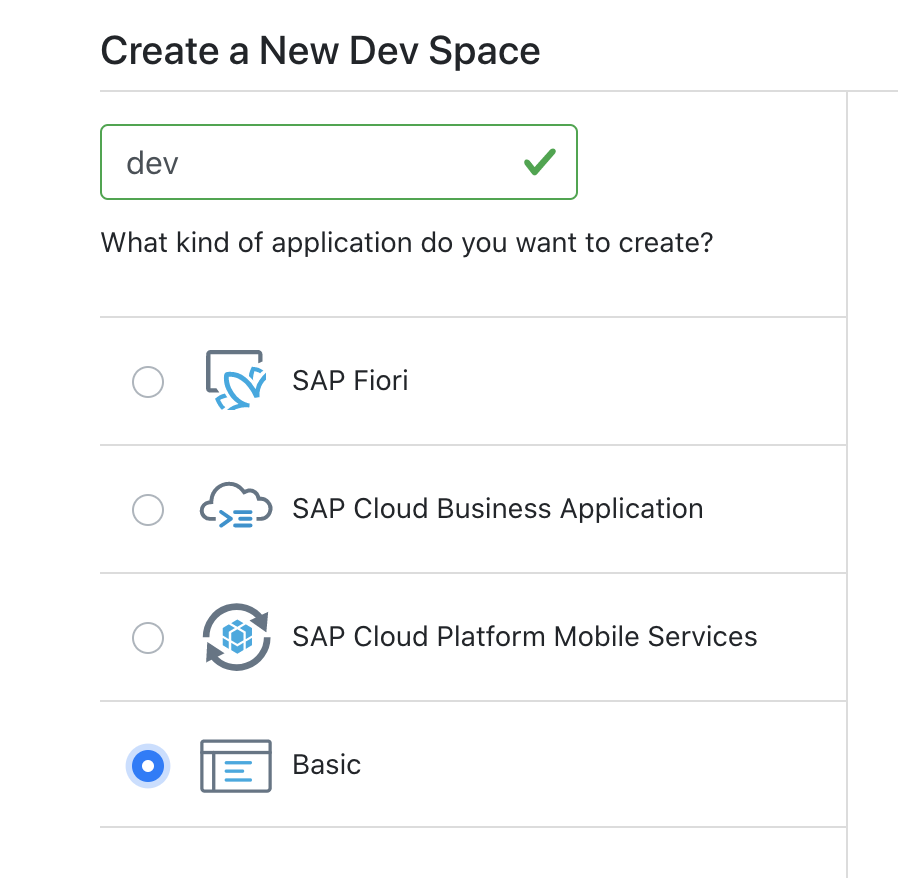 Create a New Dev Space
dev
What kind of application do you want to create?
SAP Fiori
SAP Cloud Business Application
SAP Cloud Platform Mobile Services
Basic